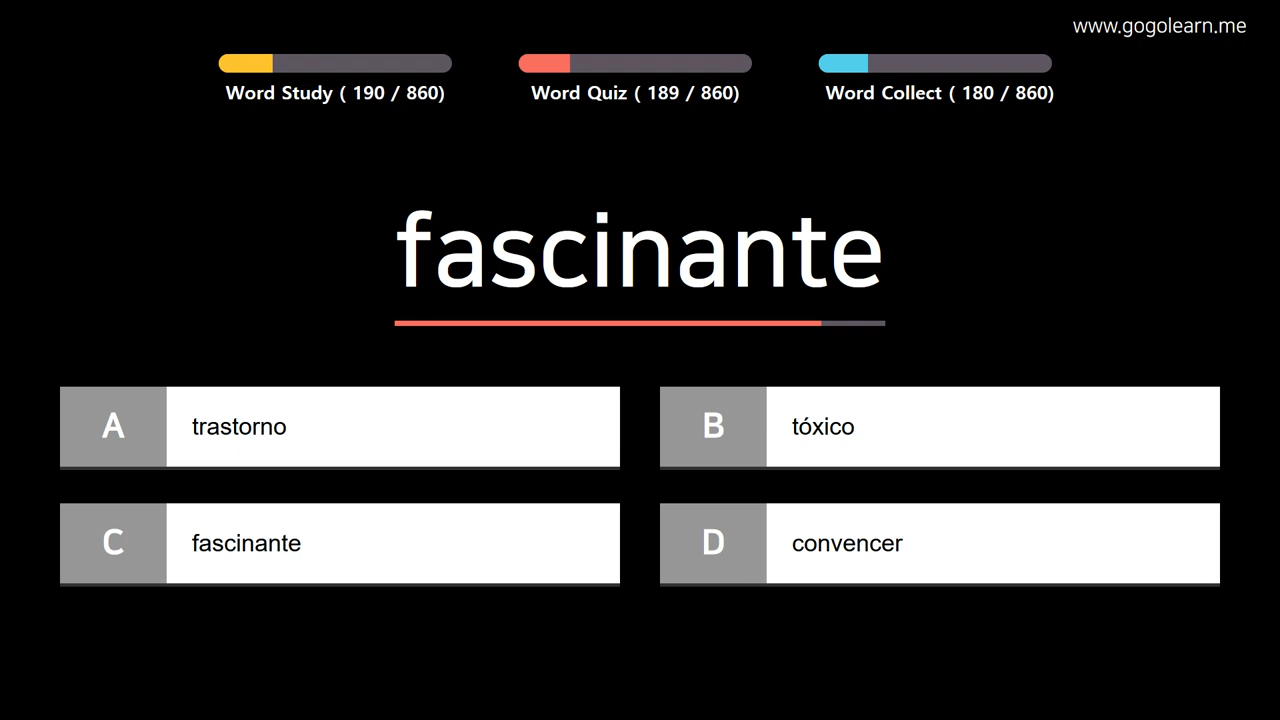 www.gogolearn.me
Word Study ( 190 / 860)
Word Quiz ( 189 / 860)
Word Collect ( 180 / 860)
fascinante
A trastorno
B tóxico
C fascinante
D convencer